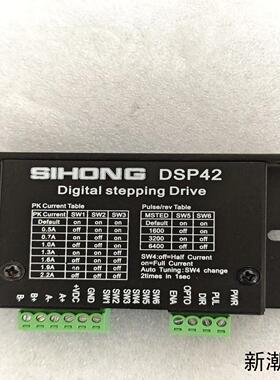 SIHONG DSP42
Digital stepping Drive
PK Current Table
PK Current SW1 SW2 SW3
Default on on on
0.5A off on on
0.7A on off on
1.0A off off on
1.3A on on off
1.6A off on off
1.9A on off off
2.2A off off off
Pulse/rev Table
MSTED SW5 SW6
Default on on
1600 off on
3200 on off
6400 off off
SW4:off=Half Current
on=Full Current
Auto Tuning:SW4 change
2times in 1sec
B- B+ A- A+ +VDC GND SW1 SW2 SW3 SW4 SW5 SW6 ENA OPTO DIR PUL PWR
新潮